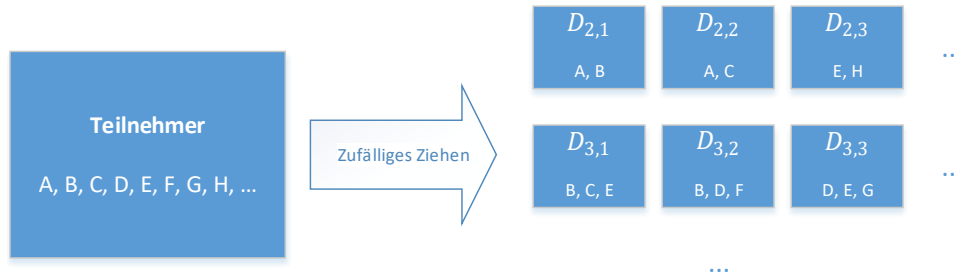 D2,1 D2,2 D2,3
A, B A, C E, H
..
Teilnehmer
A, B, C, D, E, F, G, H, ...
Zufälliges Ziehen
D3,1 D3,2 D3,3
B, C, E B, D, F D, E, G
..
...